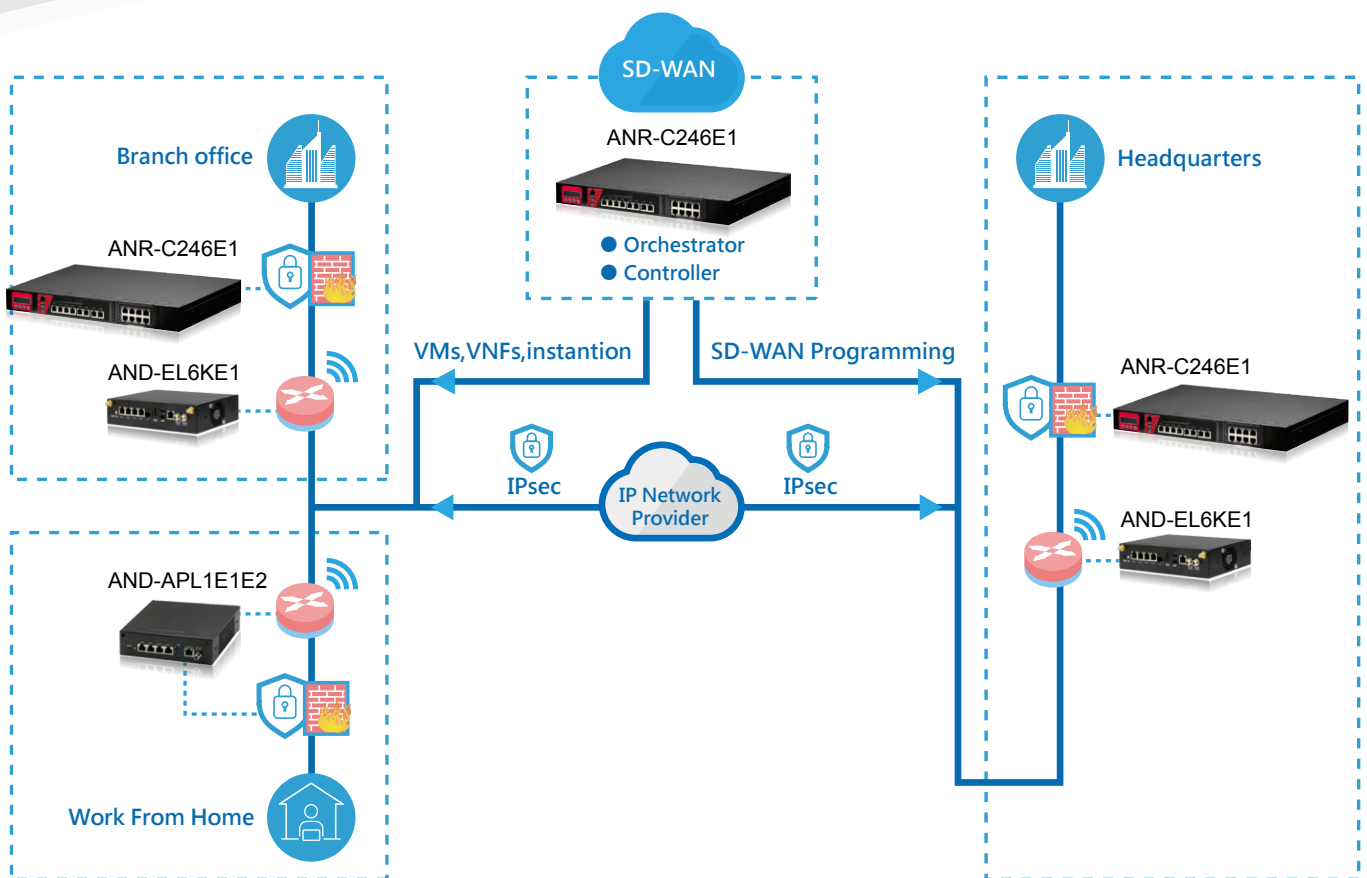 SD-WAN
ANR-C246E1
● Orchestrator
● Controller
Branch office
ANR-C246E1
AND-EL6KE1
VMs,VNFs,instantion
SD-WAN Programming
IPsec
IP Network
Provider
IPsec
Headquarters
ANR-C246E1
AND-EL6KE1
AND-APL1E1E2
Work From Home